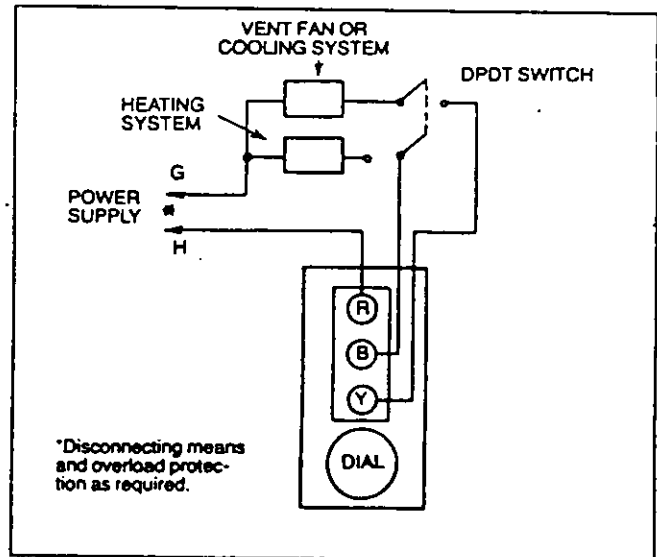 VENT FAN OR
COOLING SYSTEM
DPDT SWITCH
HEATING
SYSTEM
G
POWER
SUPPLY
*
H
R
B
Y
DIAL
*Disconnecting means
and overload protec-
tion as required.